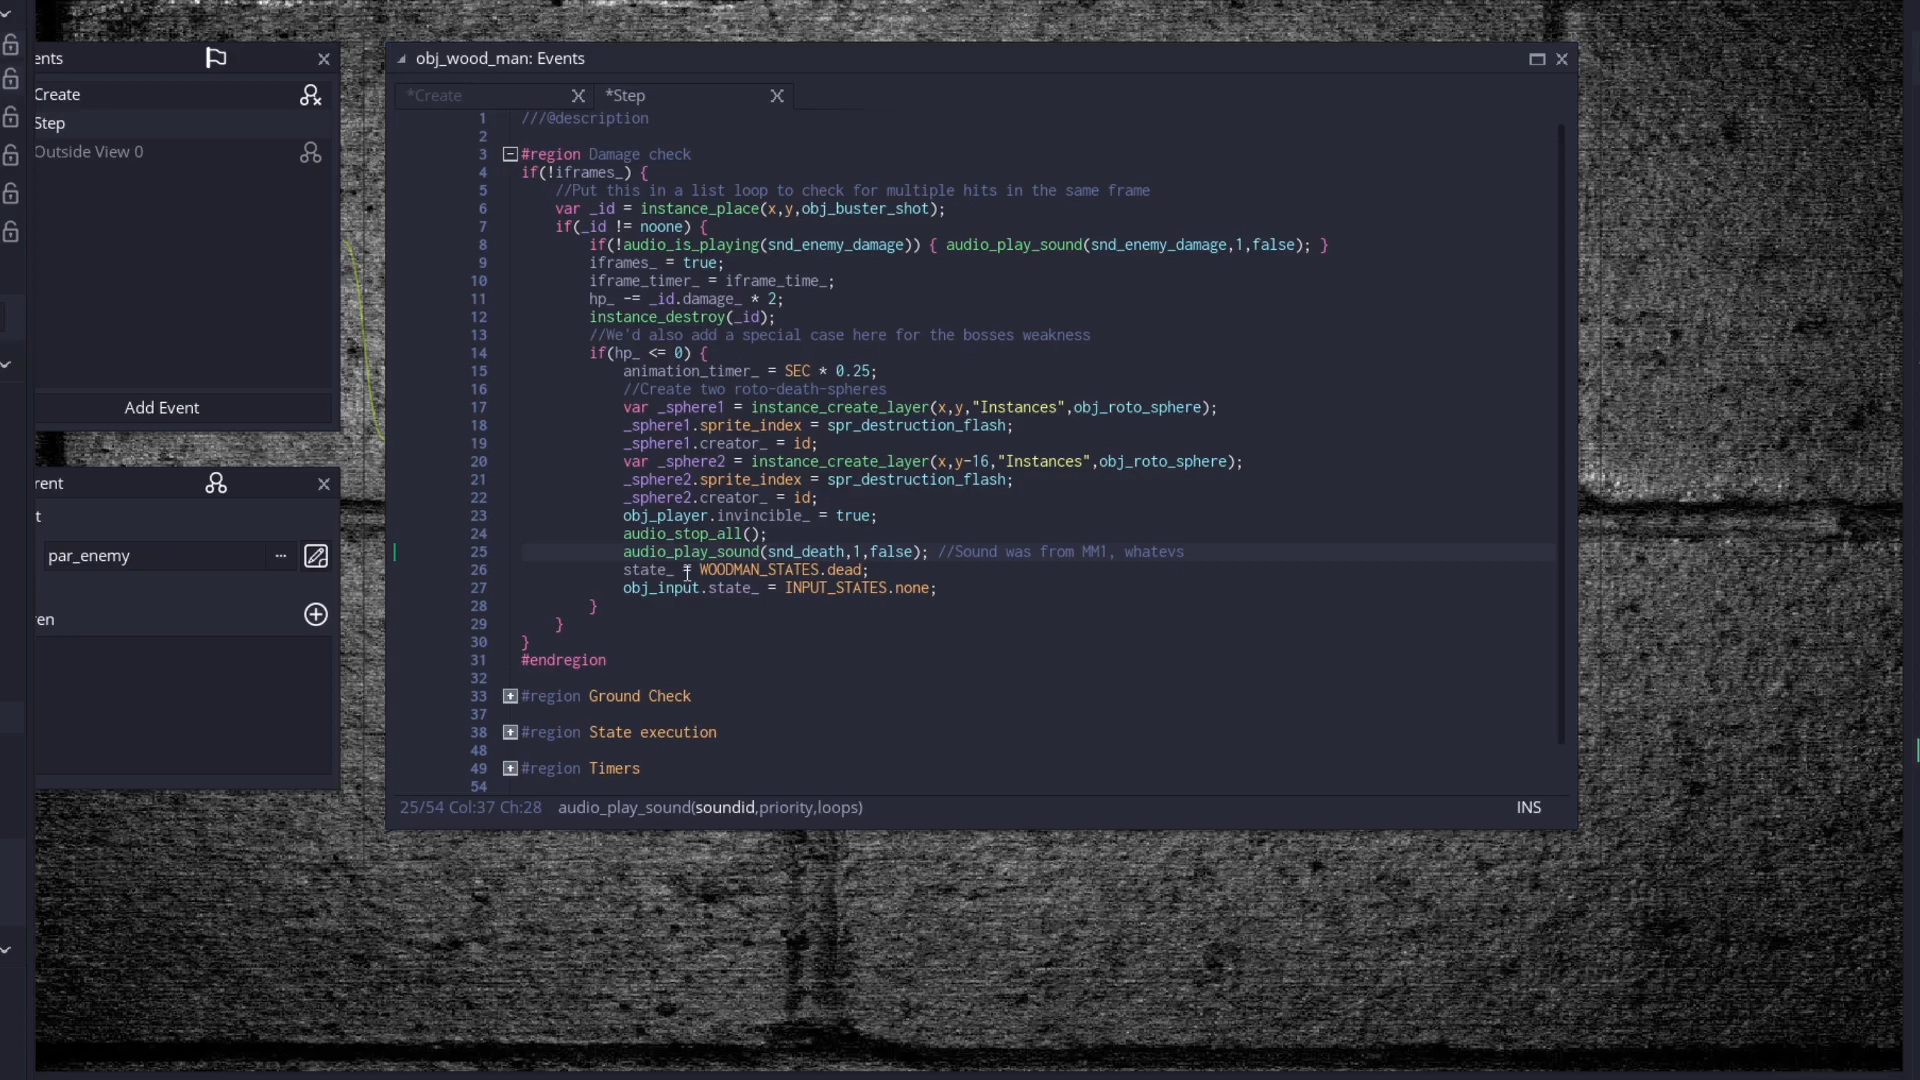 ents
Create
Step
Outside View 0
Add Event
rent
t
par_enemy
...
ren
obj_wood_man: Events
*Create
*Step
1 ///@description
2
3 #region Damage check
4 if(!iframes_) {
5 //Put this in a list loop to check for multiple hits in the same frame
6 var _id = instance_place(x,y,obj_buster_shot);
7 if(_id != noone) {
8 if(!audio_is_playing(snd_enemy_damage)) { audio_play_sound(snd_enemy_damage,1,false); }
9 iframes_ = true;
10 iframe_timer_ = iframe_time_;
11 hp_ -= _id.damage_ * 2;
12 instance_destroy(_id);
13 //We'd also add a special case here for the bosses weakness
14 if(hp_ <= 0) {
15 animation_timer_ = SEC * 0.25;
16 //Create two roto-death-spheres
17 var _sphere1 = instance_create_layer(x,y,"Instances",obj_roto_sphere);
18 _sphere1.sprite_index = spr_destruction_flash;
19 _sphere1.creator_ = id;
20 var _sphere2 = instance_create_layer(x,y-16,"Instances",obj_roto_sphere);
21 _sphere2.sprite_index = spr_destruction_flash;
22 _sphere2.creator_ = id;
23 obj_player.invincible_ = true;
24 audio_stop_all();
25 audio_play_sound(snd_death,1,false); //Sound was from MM1, whatevs
26 state_ = WOODMAN_STATES.dead;
27 obj_input.state_ = INPUT_STATES.none;
28 }
29 }
30 }
31 #endregion
32
33 #region Ground Check
37
38 #region State execution
48
49 #region Timers
54
25/54 Col:37 Ch:28 audio_play_sound(soundid,priority,loops)
INS